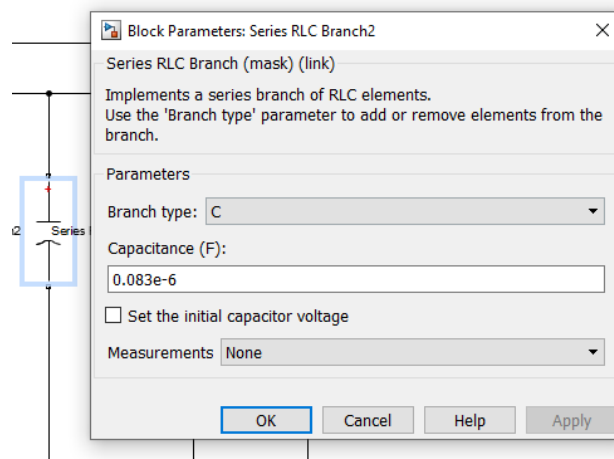 Block Parameters: Series RLC Branch2
Series RLC Branch (mask) (link)
Implements a series branch of RLC elements.
Use the 'Branch type' parameter to add or remove elements from the
branch.
Parameters
Branch type: C
Capacitance (F):
0.083e-6
Set the initial capacitor voltage
Measurements None
OK Cancel Help Apply
Series